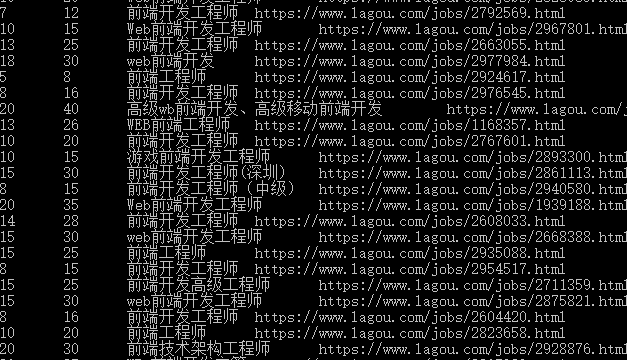 7 12 前端开发工程师 https://www.lagou.com/jobs/2792569.html
10 15 Web前端开发工程师 https://www.lagou.com/jobs/2967801.html
13 25 前端开发工程师 https://www.lagou.com/jobs/2663055.html
18 30 web前端开发 https://www.lagou.com/jobs/2977984.html
5 8 前端工程师 https://www.lagou.com/jobs/2924617.html
8 16 前端开发工程师 https://www.lagou.com/jobs/2976545.html
20 40 高级wb前端开发、高级移动前端开发 https://www.lagou.com/j
13 26 WEB前端工程师 https://www.lagou.com/jobs/1168357.html
10 20 前端开发工程师 https://www.lagou.com/jobs/2767601.html
10 15 游戏前端开发工程师 https://www.lagou.com/jobs/2893300.html
15 30 前端开发工程师(深圳) https://www.lagou.com/jobs/2861113.html
8 15 前端开发工程师（中级） https://www.lagou.com/jobs/2940580.html
20 35 Web前端开发工程师 https://www.lagou.com/jobs/1939188.html
14 28 前端开发工程师 https://www.lagou.com/jobs/2608033.html
15 30 web前端开发工程师 https://www.lagou.com/jobs/2668388.html
15 25 前端工程师 https://www.lagou.com/jobs/2935088.html
8 15 前端开发工程师 https://www.lagou.com/jobs/2954517.html
15 25 前端开发高级工程师 https://www.lagou.com/jobs/2711359.html
15 30 web前端开发工程师 https://www.lagou.com/jobs/2875821.html
8 16 前端开发工程师 https://www.lagou.com/jobs/2604420.html
10 20 前端工程师 https://www.lagou.com/jobs/2823658.html
20 30 前端技术架构工程师 https://www.lagou.com/jobs/2928876.html